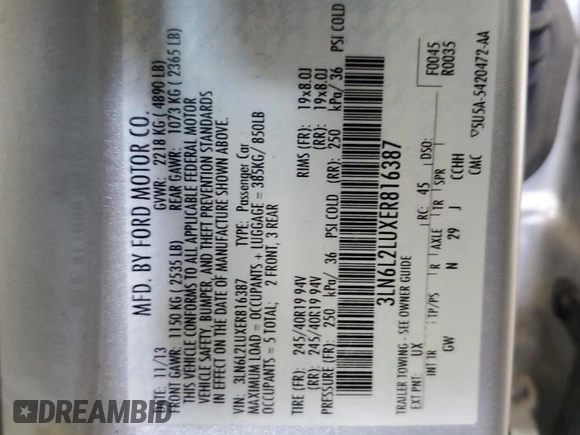 MFD. BY FORD MOTOR CO.
DATE: 11/13 GVWR: 2218 KG ( 4890 LB)
FRONT GAWR: 1150 KG (2535 LB) REAR GAWR: 1073 KG ( 2365 LB)
THIS VEHICLE CONFORMS TO ALL APPLICABLE FEDERAL MOTOR
VEHICLE SAFETY, BUMPER, AND THEFT PREVENTION STANDARDS
IN EFFECT ON THE DATE OF MANUFACTURE SHOWN ABOVE.
VIN: 3LN6L2LUXER816387 TYPE: Passenger Car
MAXIMUM LOAD = OCCUPANTS + LUGGAGE = 385KG/ 850LB
OCCUPANTS = 5 TOTAL; 2 FRONT, 3 REAR
TIRE (FR): 245/40R19 94V RIMS (FR): 19x8.0J
(RR): 245/40R19 94V (RR): 19x8.0J
PRESSURE (FR): 250 kPa/ 36 PSI COLD (RR): 250 kPa/ 36 PSI COLD
3LN6L2LUXER816387
TRAILER TOWING - SEE OWNER GUIDE
F0045
R0035
EXT PNT: UX RC: 45 DSO:
INT TR TP/PS R AXLE TR SPR
GW N 29 J CCHH
CMC
5U5A-5420472-AA
DREAMBID